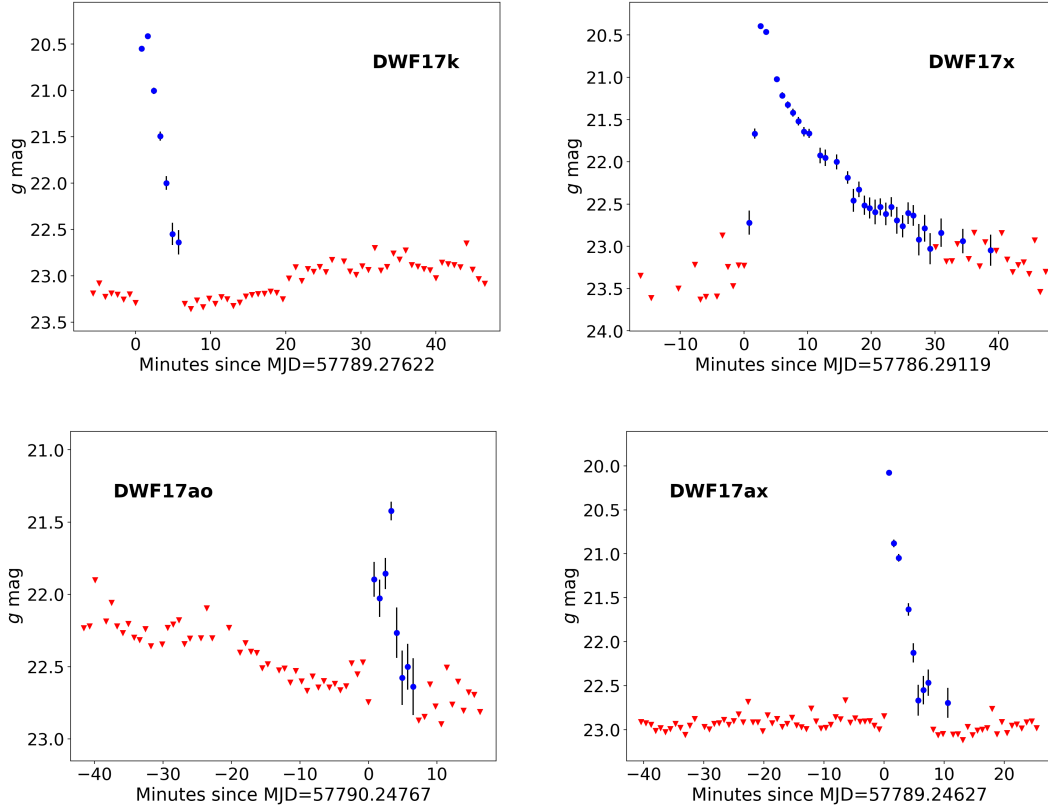 20.5
21.0
21.5
22.0
22.5
23.0
23.5
g mag
DWF17k
0 10 20 30 40
Minutes since MJD=57789.27622
20.5
21.0
21.5
22.0
22.5
23.0
23.5
24.0
g mag
DWF17x
−10 0 10 20 30 40
Minutes since MJD=57786.29119
21.0
21.5
22.0
22.5
23.0
g mag
DWF17ao
−40 −30 −20 −10 0 10
Minutes since MJD=57790.24767
20.0
20.5
21.0
21.5
22.0
22.5
23.0
g mag
DWF17ax
−40 −30 −20 −10 0 10 20
Minutes since MJD=57789.24627